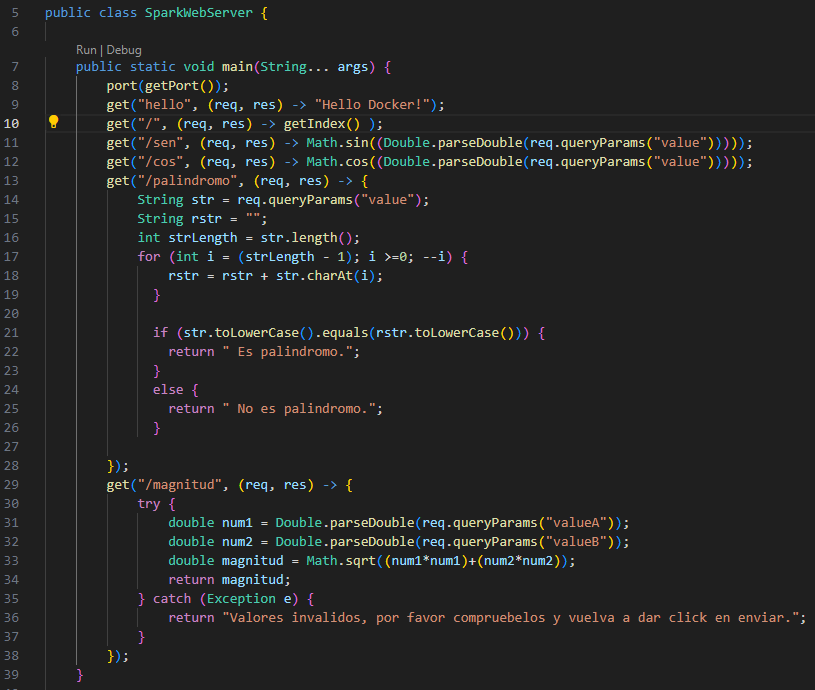 5 public class SparkWebServer {
6
Run | Debug
7 public static void main(String... args) {
8 port(getPort());
9 get("hello", (req, res) -> "Hello Docker!");
10 get("/", (req, res) -> getIndex() );
11 get("/sen", (req, res) -> Math.sin((Double.parseDouble(req.queryParams("value")))));
12 get("/cos", (req, res) -> Math.cos((Double.parseDouble(req.queryParams("value")))));
13 get("/palindromo", (req, res) -> {
14 String str = req.queryParams("value");
15 String rstr = "";
16 int strLength = str.length();
17 for (int i = (strLength - 1); i >=0; --i) {
18 rstr = rstr + str.charAt(i);
19 }
20
21 if (str.toLowerCase().equals(rstr.toLowerCase())) {
22 return " Es palindromo.";
23 }
24 else {
25 return " No es palindromo.";
26 }
27
28 });
29 get("/magnitud", (req, res) -> {
30 try {
31 double num1 = Double.parseDouble(req.queryParams("valueA"));
32 double num2 = Double.parseDouble(req.queryParams("valueB"));
33 double magnitud = Math.sqrt((num1*num1)+(num2*num2));
34 return magnitud;
35 } catch (Exception e) {
36 return "Valores invalidos, por favor compruebelos y vuelva a dar click en enviar.";
37 }
38 });
39 }